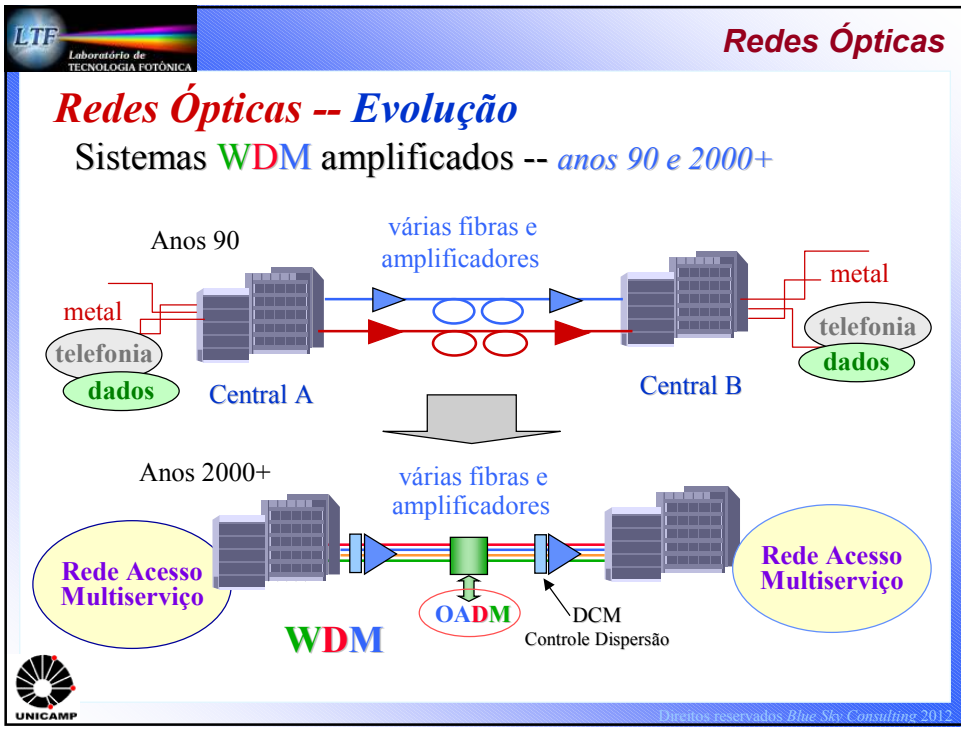 LTF
Laboratório de
TECNOLOGIA FOTÔNICA
Redes Ópticas
Redes Ópticas -- Evolução
Sistemas WDM amplificados -- anos 90 e 2000+
Anos 90
várias fibras e
amplificadores
metal
telefonia
dados
Central A
metal
telefonia
dados
Central B
Anos 2000+
várias fibras e
amplificadores
Rede Acesso
Multiserviço
WDM
OADM
DCM
Controle Dispersão
Rede Acesso
Multiserviço
UNICAMP
Direitos reservados Blue Sky Consulting 2012